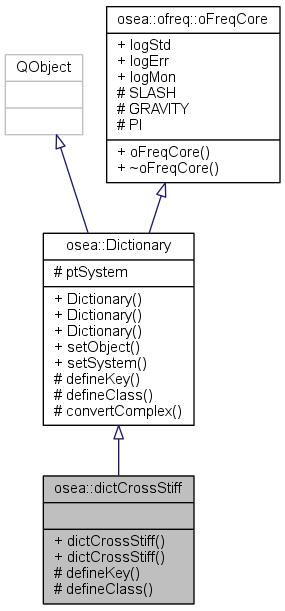 osea::ofreq::oFreqCore
+ logStd
+ logErr
+ logMon
# SLASH
# GRAVITY
# PI
+ oFreqCore()
+ ~oFreqCore()
QObject
osea::Dictionary
# ptSystem
+ Dictionary()
+ Dictionary()
+ Dictionary()
+ setObject()
+ setSystem()
# defineKey()
# defineClass()
# convertComplex()
osea::dictCrossStiff
+ dictCrossStiff()
+ dictCrossStiff()
# defineKey()
# defineClass()